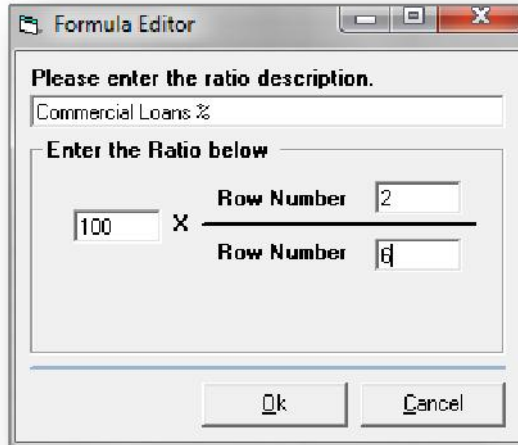 Formula Editor
Please enter the ratio description.
Commercial Loans %
Enter the Ratio below
Row Number 2
100 X
Row Number 6
Ok Cancel